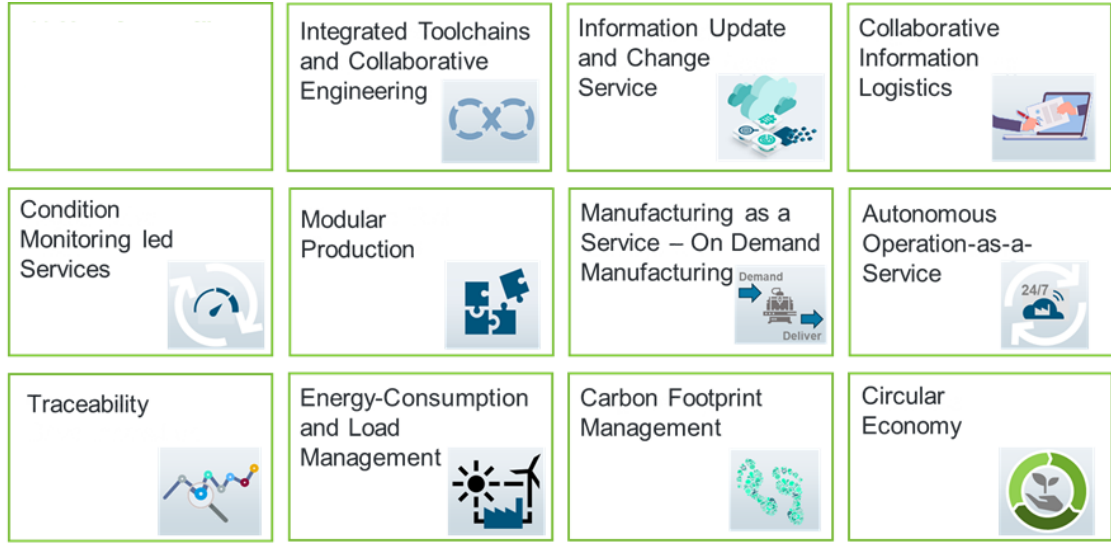 Integrated Toolchains
and Collaborative
Engineering
Information Update
and Change
Service
Collaborative
Information
Logistics
Condition
Monitoring led
Services
Modular
Production
Manufacturing as a
Service – On Demand
Manufacturing
Demand
Deliver
Autonomous
Operation-as-a-
Service
24/7
Traceability
Energy-Consumption
and Load
Management
Carbon Footprint
Management
Circular
Economy